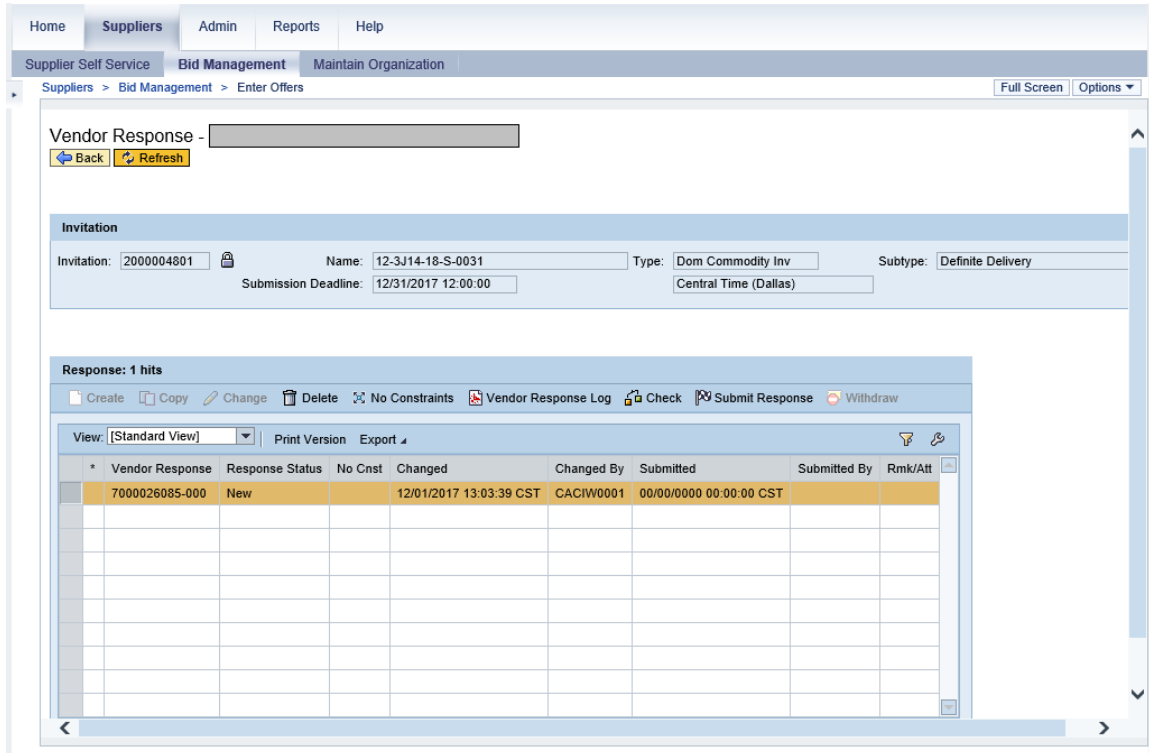 Home Suppliers Admin Reports Help
Supplier Self Service Bid Management Maintain Organization
Suppliers > Bid Management > Enter Offers Full Screen Options
Vendor Response -
Back Refresh
Invitation
Invitation: 2000004801 Name: 12-3J14-18-S-0031 Type: Dom Commodity Inv Subtype: Definite Delivery
Submission Deadline: 12/31/2017 12:00:00 Central Time (Dallas)
Response: 1 hits
Create Copy Change Delete No Constraints Vendor Response Log Check Submit Response Withdraw
View: [Standard View] Print Version Export
* Vendor Response Response Status No Cnst Changed Changed By Submitted Submitted By Rmk/Att
7000026085-000 New 12/01/2017 13:03:39 CST CACIW0001 00/00/0000 00:00:00 CST